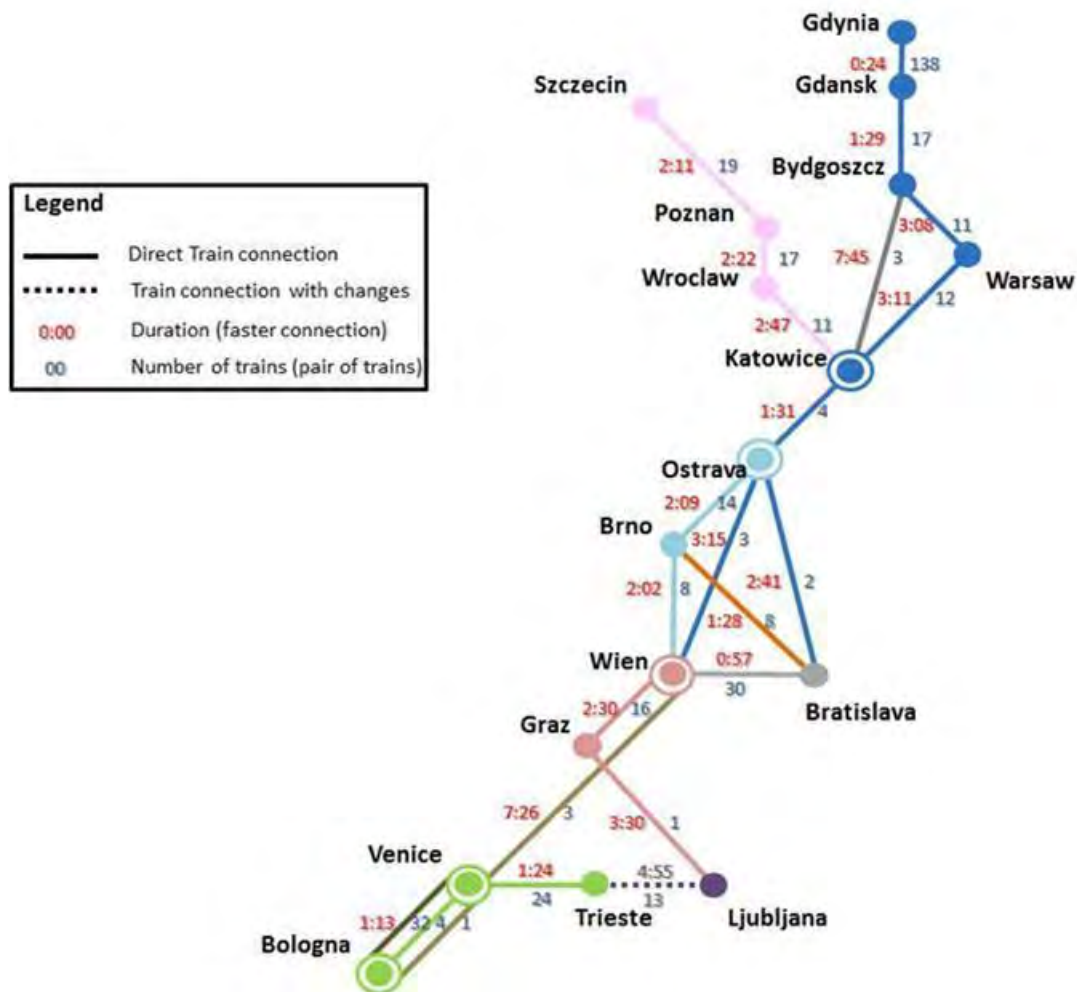 Gdynia
0:24 138
Szczecin
Gdansk
1:29 17
2:11 19
Bydgoszcz
Legend
Direct Train connection
Train connection with changes
0:00 Duration (faster connection)
00 Number of trains (pair of trains)
Poznan
3:08 11
2:22 17
7:45 3
Warsaw
Wroclaw
3:11 12
2:47 11
Katowice
1:31 4
Ostrava
2:09 14
Brno
3:15 3
2:02 8
2:41 2
1:28 8
Wien
0:57
30
Bratislava
2:30 16
Graz
7:26 3
3:30 1
Venice
1:24
24
4:55
13
Trieste
Ljubljana
1:13 32 4 1
Bologna